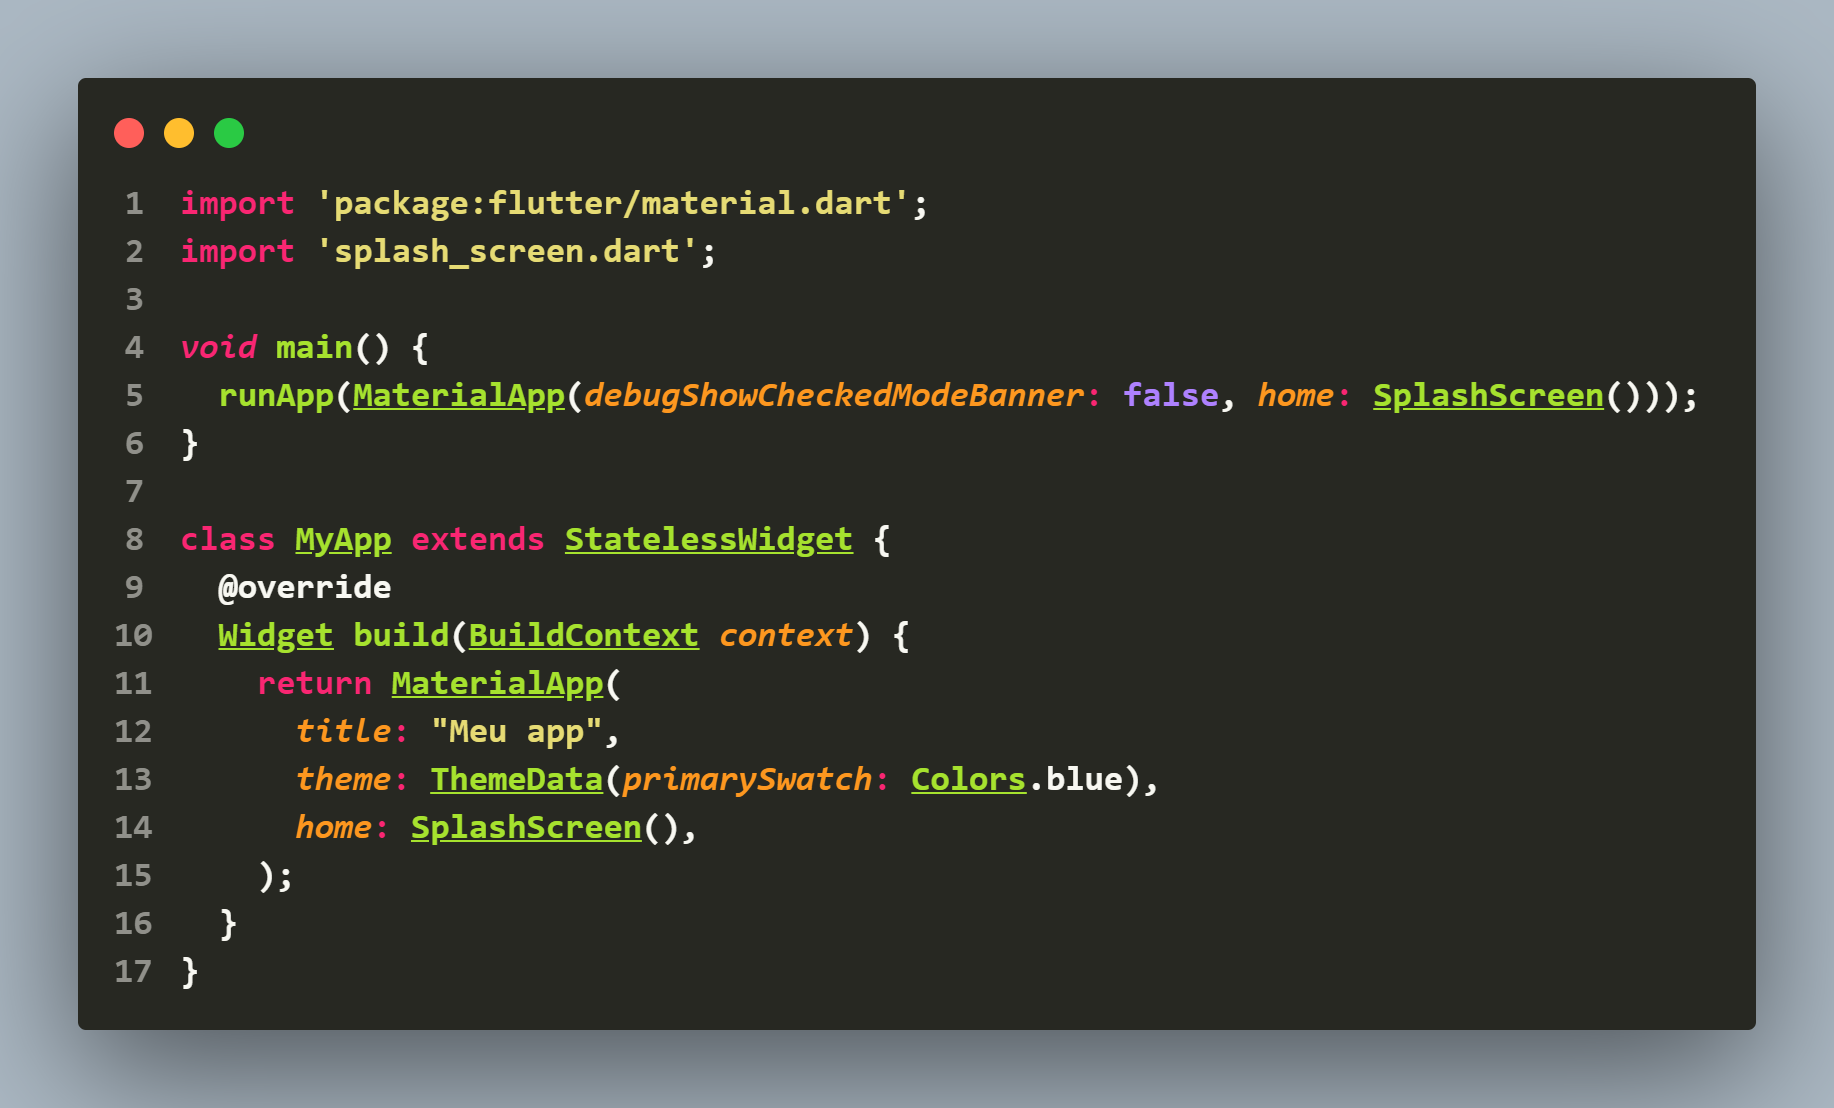 1 import 'package:flutter/material.dart';
2 import 'splash_screen.dart';
3
4 void main() {
5   runApp(MaterialApp(debugShowCheckedModeBanner: false, home: SplashScreen()));
6 }
7
8 class MyApp extends StatelessWidget {
9   @override
10   Widget build(BuildContext context) {
11     return MaterialApp(
12       title: "Meu app",
13       theme: ThemeData(primarySwatch: Colors.blue),
14       home: SplashScreen(),
15     );
16   }
17 }